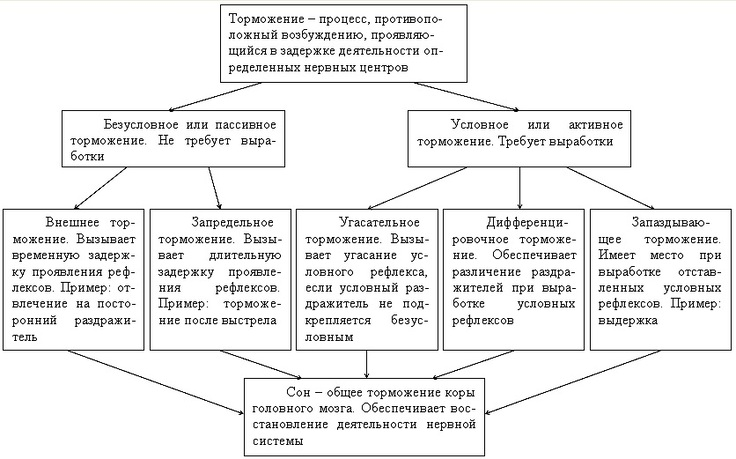 Торможение – процесс, противопо-
ложный возбуждению, проявляю-
щийся в задержке деятельности оп-
ределенных нервных центров
Безусловное или пассивное
торможение. Не требует выра-
ботки
Условное или активное
торможение. Требует выработки
Внешнее тор-
можение. Вызывает
временную задерж-
ку проявления реф-
лексов. Пример: от-
влечение на посто-
ронний раздражи-
тель
Запредельное
торможение. Вызы-
вает длительную
задержку проявле-
ния рефлексов.
Пример: торможе-
ние после выстрела
Угасательное
торможение. Вызы-
вает угасание ус-
ловного рефлекса,
если условный раз-
дражитель не под-
крепляется безус-
ловным
Дифференци-
ровочное торможе-
ние. Обеспечивает
различение раздра-
жителей при выра-
ботке условных
рефлексов
Запаздываю-
щее торможение.
Имеет место при
выработке отстав-
ленных условных
рефлексов. Пример:
выдержка
Сон – общее торможение коры
головного мозга. Обеспечивает вос-
становление деятельности нервной
системы